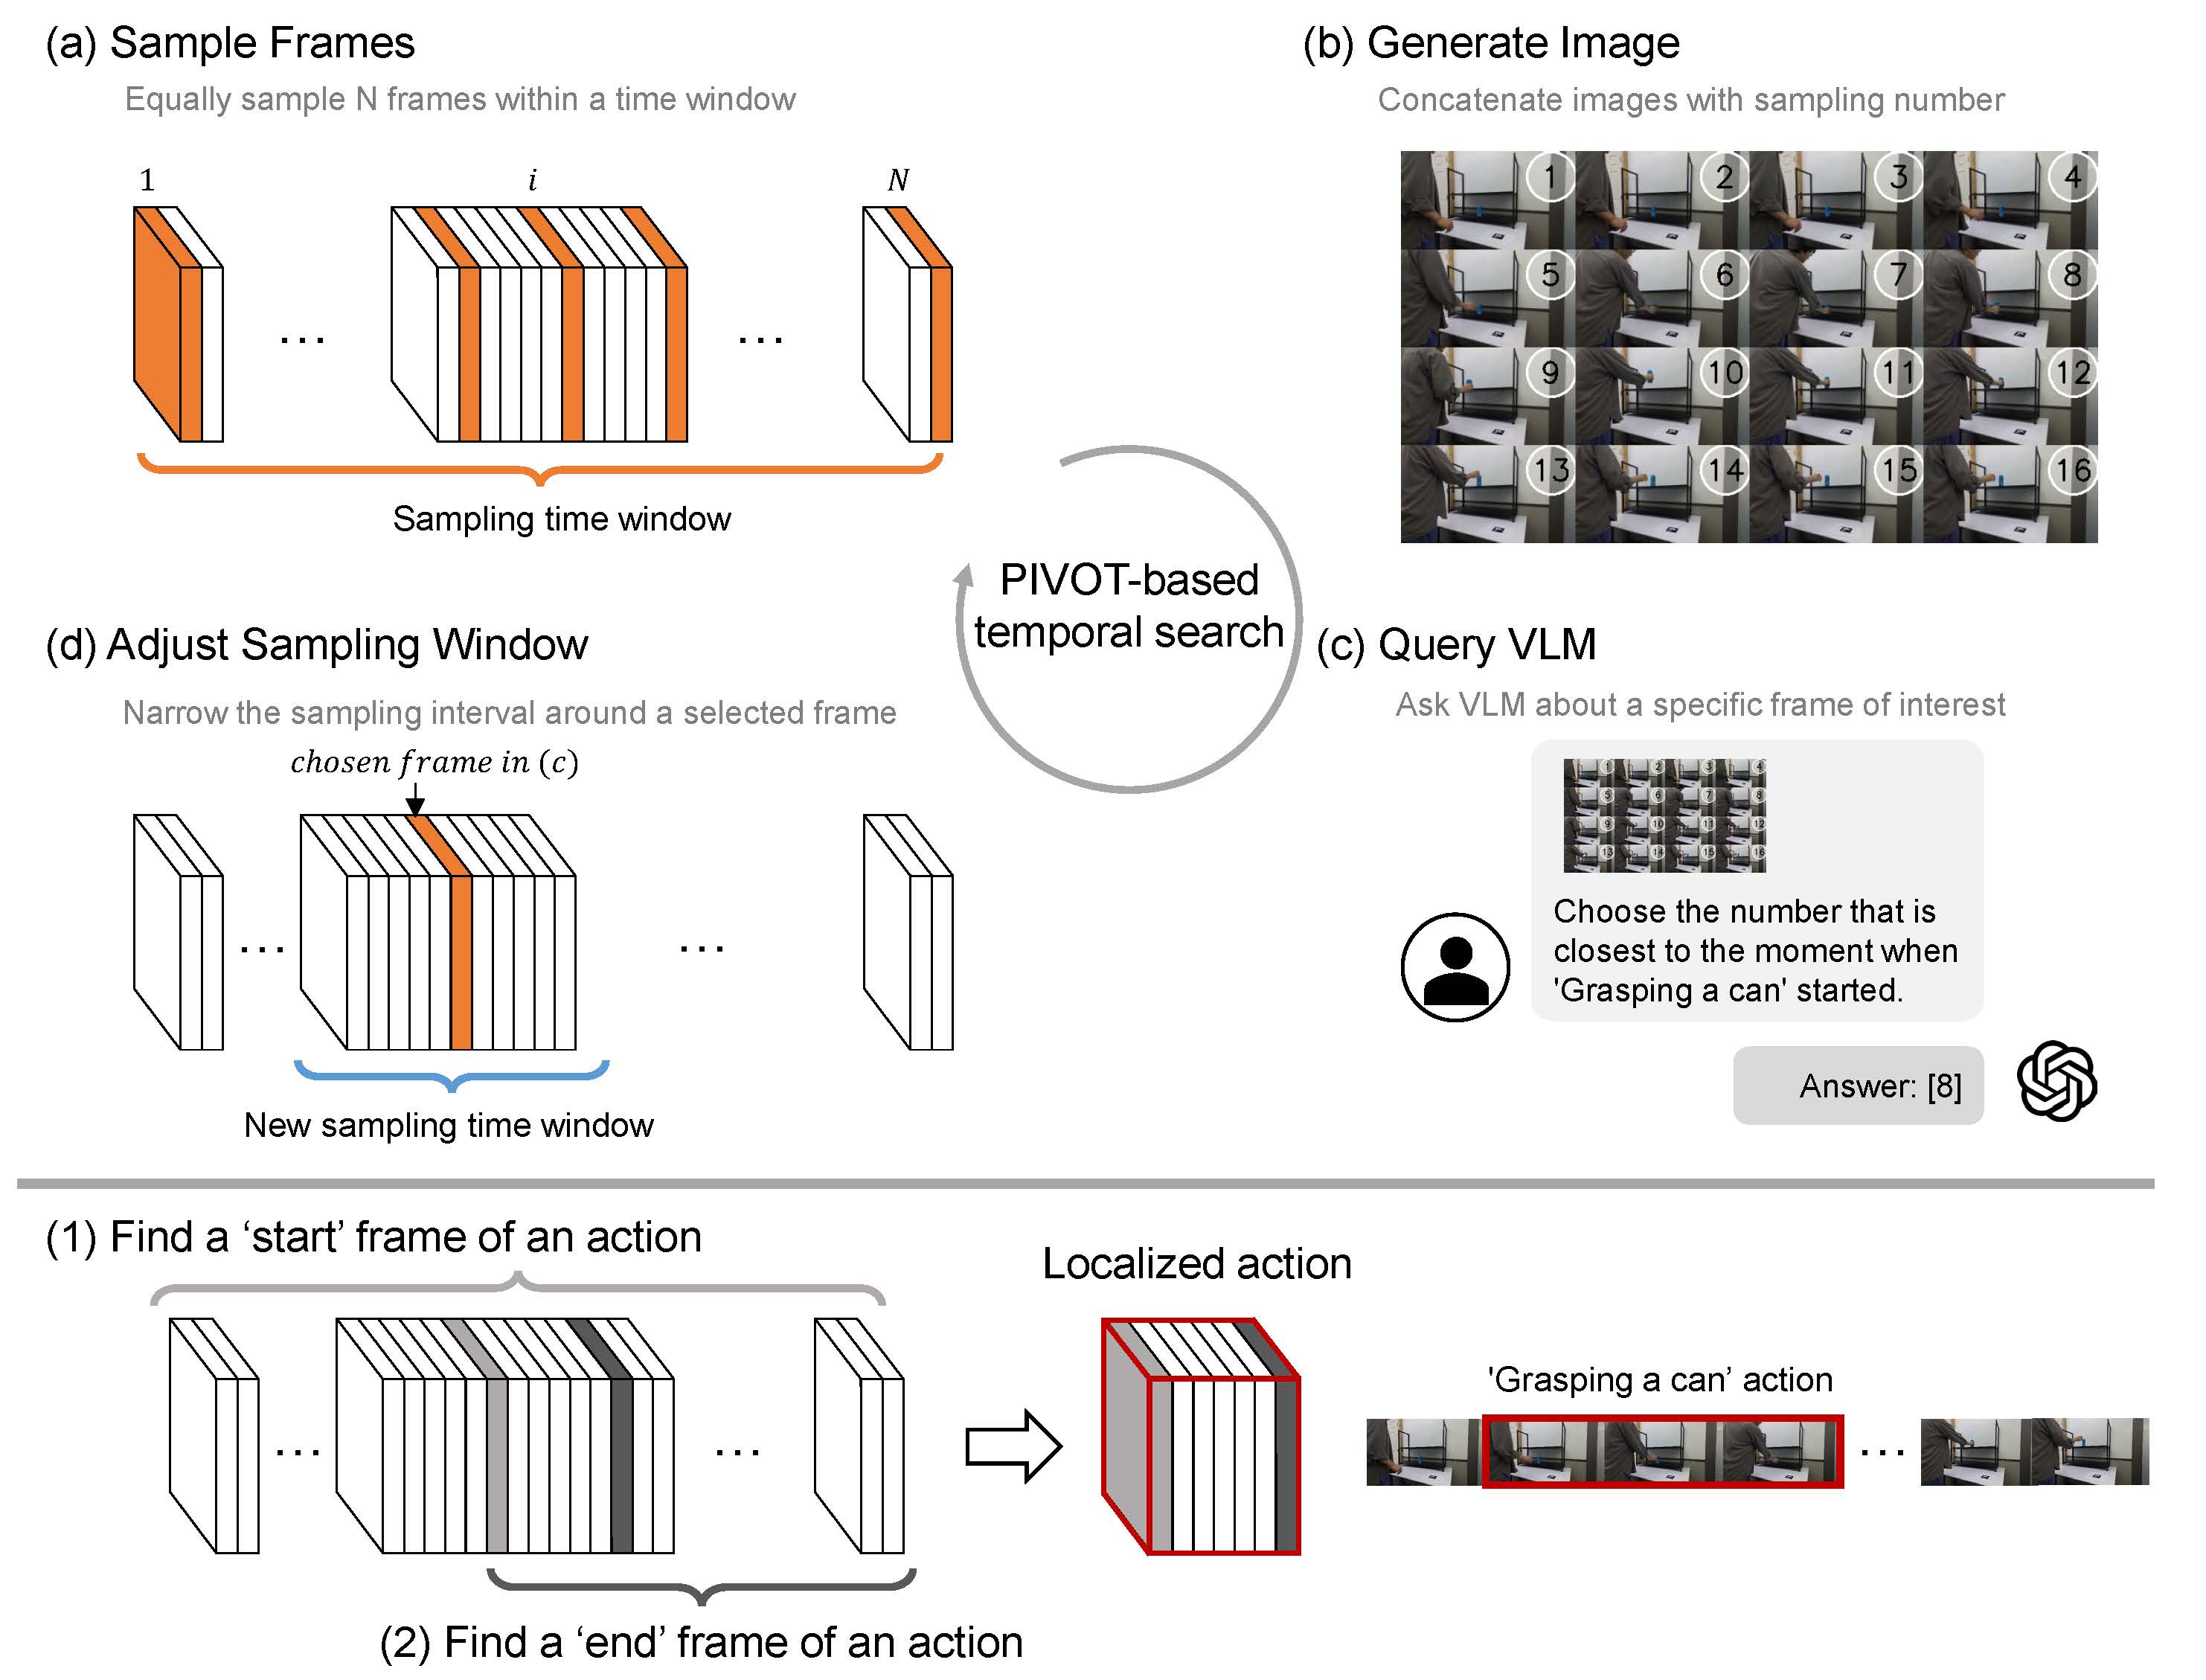 (a) Sample Frames
Equally sample N frames within a time window
1
i
N
...
...
Sampling time window
(b) Generate Image
Concatenate images with sampling number
1 2 3 4
5 6 7 8
9 10 11 12
13 14 15 16
PIVOT-based
temporal search
(c) Query VLM
Ask VLM about a specific frame of interest
1 2 3 4
5 6 7 8
9 10 11 12
13 14 15 16
Choose the number that is
closest to the moment when
'Grasping a can' started.
Answer: [8]
(d) Adjust Sampling Window
Narrow the sampling interval around a selected frame
chosen frame in (c)
...
...
New sampling time window
(1) Find a ‘start’ frame of an action
...
...
(2) Find a ‘end’ frame of an action
Localized action
'Grasping a can’ action
...